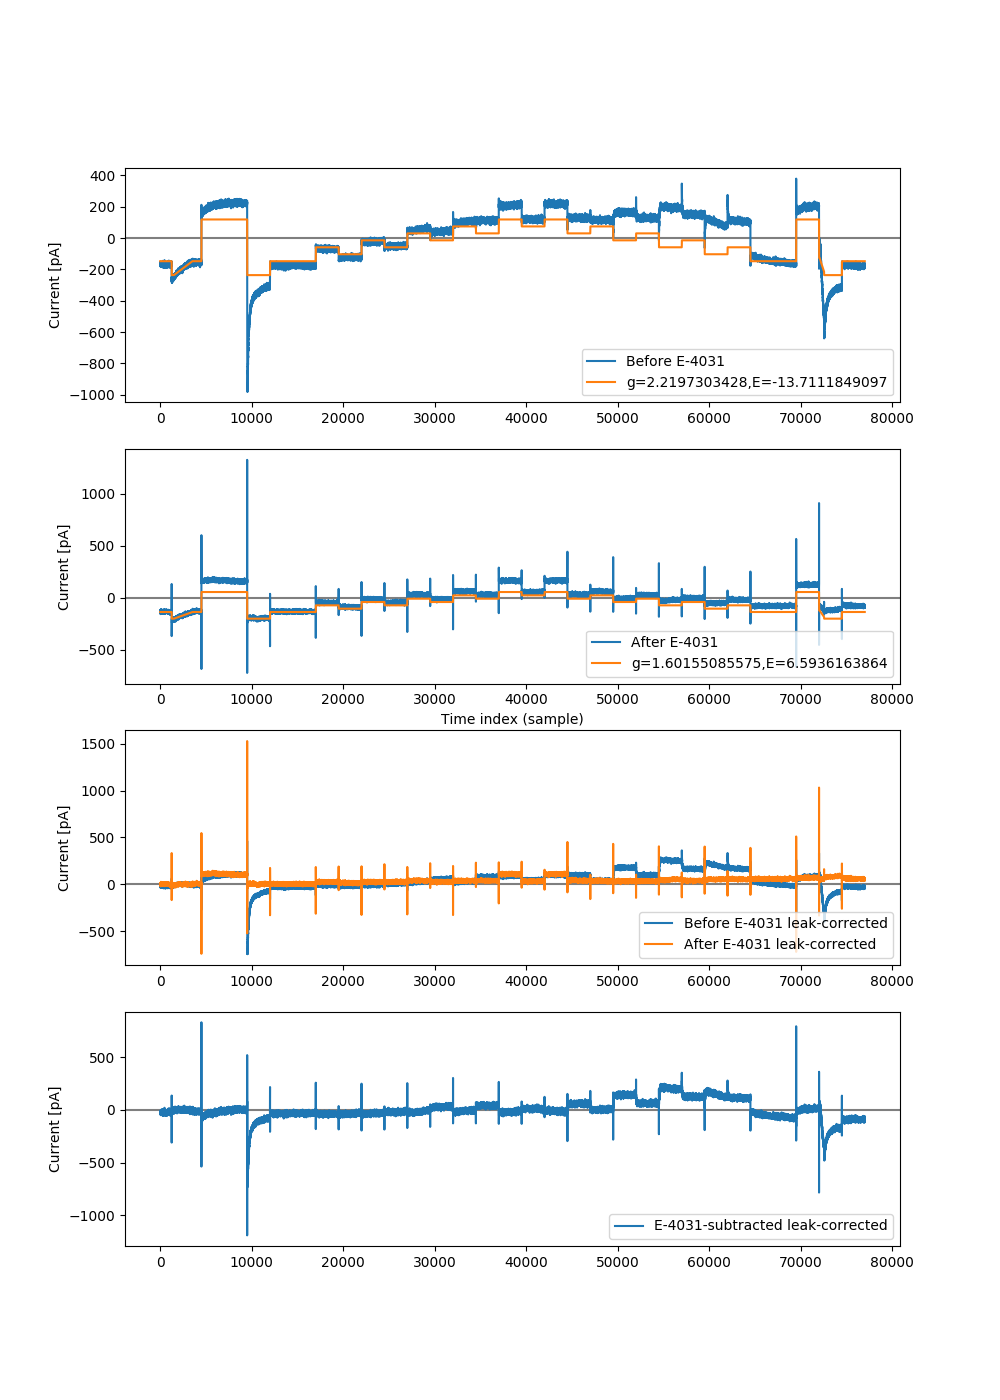 400
200
0
−200
−400
−600
−800
−1000
Current [pA]
Before E-4031
g=2.2197303428,E=-13.7111849097
0 10000 20000 30000 40000 50000 60000 70000 80000
1000
500
0
−500
Current [pA]
After E-4031
g=1.60155085575,E=6.5936163864
0 10000 20000 30000 40000 50000 60000 70000 80000
Time index (sample)
1500
1000
500
0
−500
Current [pA]
Before E-4031 leak-corrected
After E-4031 leak-corrected
0 10000 20000 30000 40000 50000 60000 70000 80000
500
0
−500
−1000
Current [pA]
E-4031-subtracted leak-corrected
0 10000 20000 30000 40000 50000 60000 70000 80000